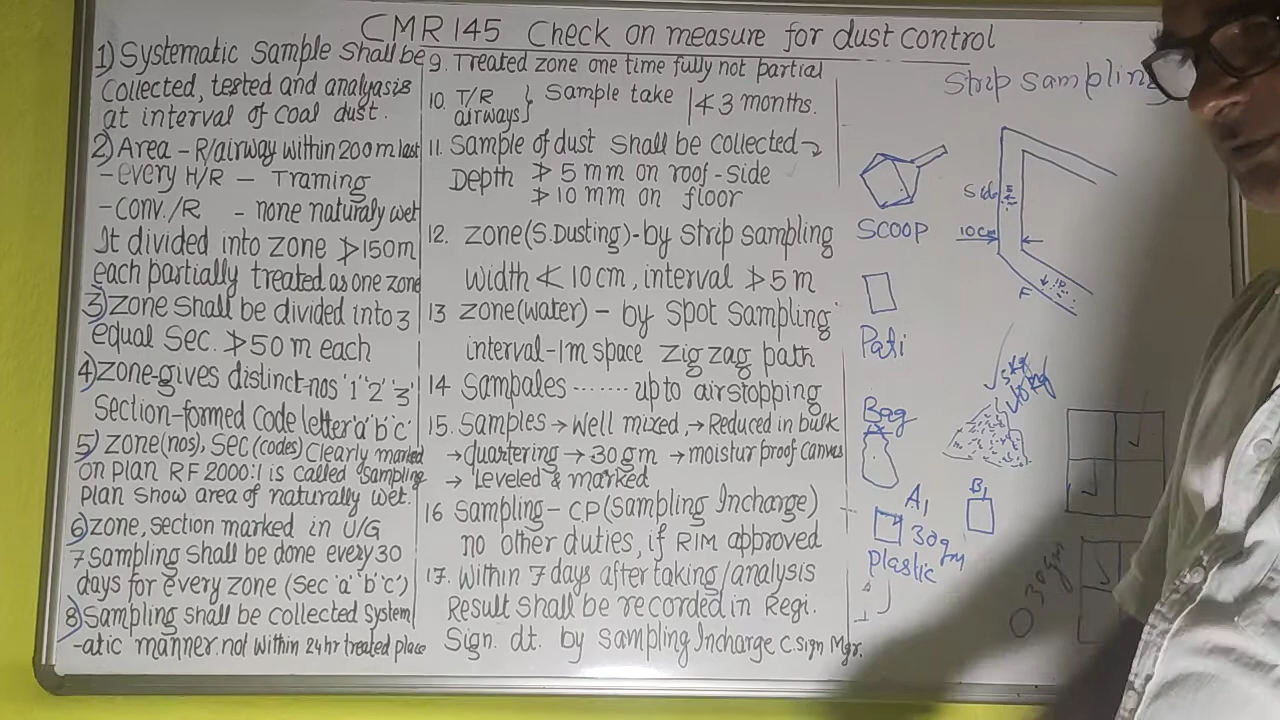 CMR 145 Check on measure for dust control
1) Systematic Sample Shall be
Collected, tested and analyasis
at interval of coal dust.
2) Area - R/airway within 200 m last
- every H/R - Traming
- Conv./R - none naturaly wet
It divided into zone ≯ 150m
each partially treated as one zone
3) zone shall be divided into 3
equal Sec. ≯ 50 m each
4) zone-gives distinct-nos '1' '2' '3'
Section-formed Code letter 'a' 'b' 'c'
5) zone (nos), Sec (codes) Clearly marked
on plan RF 2000:1 is called "Sampling
Plan show area of naturally wet.
6) zone, section marked in U/G
7 Sampling shall be done every 30
days for every zone (Sec 'a' 'b' 'c')
8) Sampling shall be collected System
-atic manner. not within 24hr treated place
9. Treated zone one time fully not partial
10. T/R
airways } Sample take | ≮ 3 months.
11. Sample of dust shall be collected →
Depth ≯ 5 mm on roof-side
≯ 10 mm on floor
12. zone (S. Dusting) - by Strip sampling
width ≮ 10 cm, interval ≯ 5 m
13 zone (water) - by Spot Sampling
interval - 1m space zig zag path
14 Sampales ........ up to airstopping
15. Samples → Well mixed, → Reduced in bulk
→ quartering → 30 gm → moistur proof canvas
→ Leveled & marked
16 Sampling - C.P (Sampling Incharge)
no other duties, if RIM approved
17. Within 7 days after taking/analysis
Result shall be recorded in Regi.
Sign. dt. by Sampling Incharge C. Sign Mgr.
Strip Sampling
SCOOP
Side
10 cm
F
Pati
Bag
A1
B1
30gm
plastic
30gm